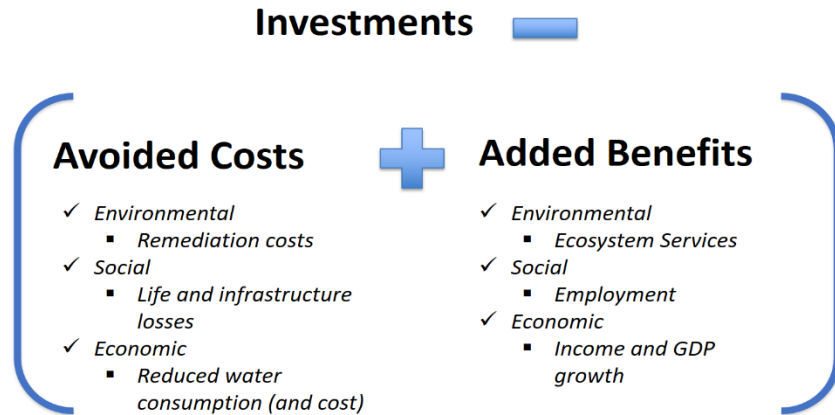 Investments
Avoided Costs
✓ Environmental
▪ Remediation costs
✓ Social
▪ Life and infrastructure
losses
✓ Economic
▪ Reduced water
consumption (and cost)
Added Benefits
✓ Environmental
▪ Ecosystem Services
✓ Social
▪ Employment
✓ Economic
▪ Income and GDP
growth